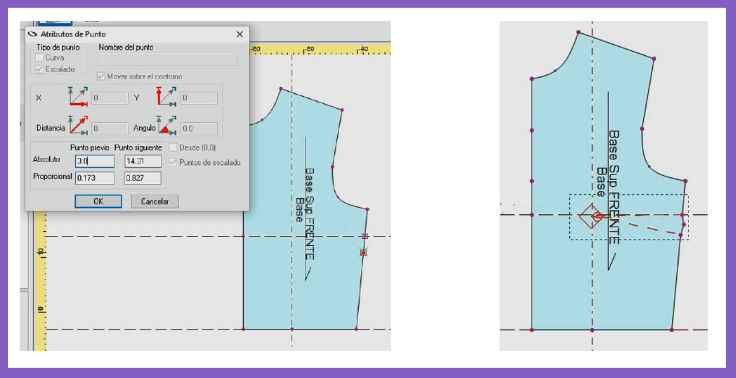 Atributos de Punto
Tipo de punto
Nombre del punto
Curva
Escalado
Mover sobre el contorno
X
0
Y
0
Distancia
0
Angulo
0.0
Punto previo
Punto siguiente
Desde (0,0)
Absoluto
3.0
14.31
Puntos de escalado
Proporcional
0.173
0.827
OK
Cancelar
-60
-50
-40
Base Sup FRENTE
Base
Base Sup FRENTE
Base